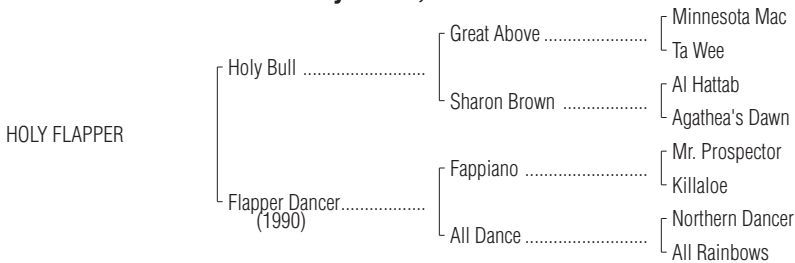 Minnesota Mac
Great Above ........................
Ta Wee
Holy Bull ..........................
Al Hattab
Sharon Brown ...................
Agathea's Dawn
HOLY FLAPPER
Mr. Prospector
Fappiano ...........................
Killaloe
Flapper Dancer..................
(1990)
Northern Dancer
All Dance ...........................
All Rainbows